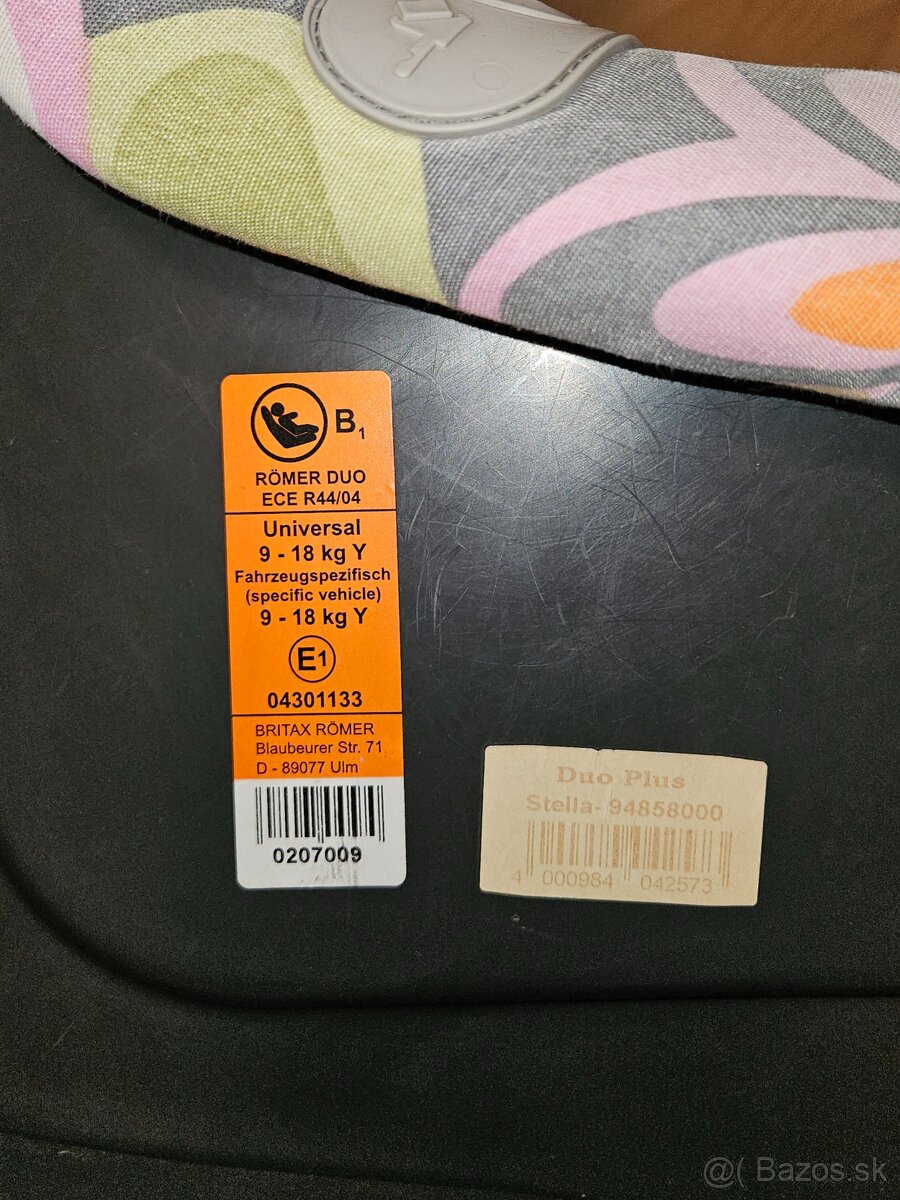 B1
RÖMER DUO
ECE R44/04
Universal
9 - 18 kg Y
Fahrzeugspezifisch
(specific vehicle)
9 - 18 kg Y
E1
04301133
BRITAX RÖMER
Blaubeurer Str. 71
D - 89077 Ulm
0207009
Duo Plus
Stella- 94858000
4 000984 042573
@( Bazos.sk